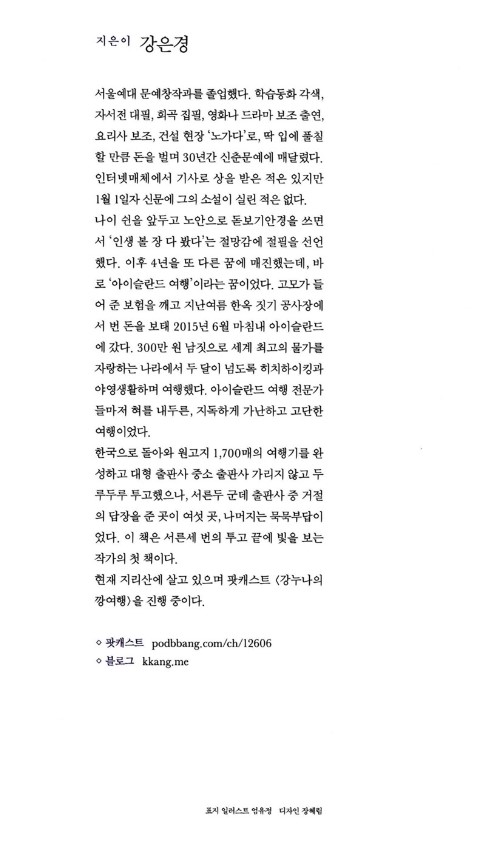 지은이 강은경
서울예대 문예창작과를 졸업했다. 학습동화 각색,
자서전 대필, 희곡 집필, 영화나 드라마 보조 출연,
요리사 보조, 건설 현장 '노가다'로, 딱 입에 풀칠
할 만큼 돈을 벌며 30년간 신춘문예에 매달렸다.
인터넷매체에서 기사로 상을 받은 적은 있지만
1월 1일자 신문에 그의 소설이 실린 적은 없다.
나이 쉰을 앞두고 노안으로 돋보기안경을 쓰면
서 '인생 볼 장 다 봤다'는 절망감에 절필을 선언
했다. 이후 4년을 또 다른 꿈에 매진했는데, 바
로 '아이슬란드 여행'이라는 꿈이었다. 고모가 들
어 준 보험을 깨고 지난여름 한옥 짓기 공사장에
서 번 돈을 보태 2015년 6월 마침내 아이슬란드
에 갔다. 300만 원 남짓으로 세계 최고의 물가를
자랑하는 나라에서 두 달이 넘도록 히치하이킹과
야영생활하며 여행했다. 아이슬란드 여행 전문가
들마저 혀를 내두른, 지독하게 가난하고 고단한
여행이었다.
한국으로 돌아와 원고지 1,700매의 여행기를 완
성하고 대형 출판사 중소 출판사 가리지 않고 두
루두루 투고했으나, 서른두 군데 출판사 중 거절
의 답장을 준 곳이 여섯 곳, 나머지는 묵묵부답이
었다. 이 책은 서른세 번의 투고 끝에 빛을 보는
작가의 첫 책이다.
현재 지리산에 살고 있으며 팟캐스트 〈강누나의
깡여행〉을 진행 중이다.
◇ 팟캐스트 podbbang.com/ch/12606
◇ 블로그 kkang.me
표지 일러스트 엄유정 디자인 장혜림